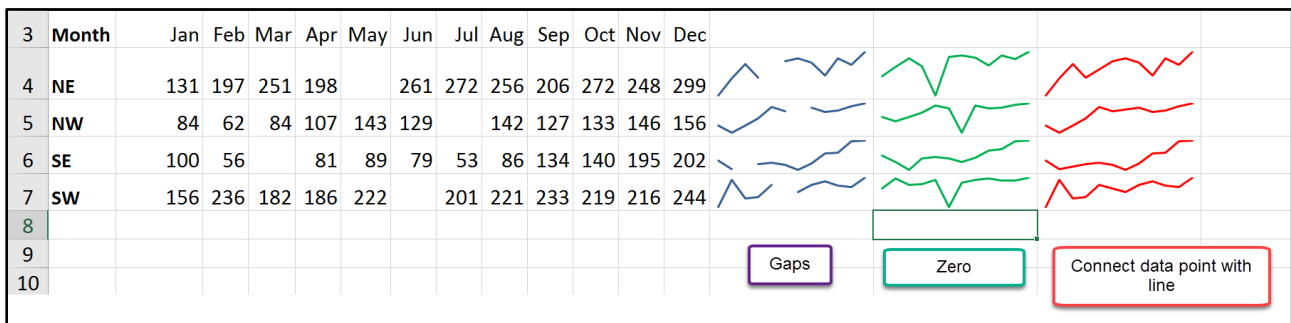 3 Month Jan Feb Mar Apr May Jun Jul Aug Sep Oct Nov Dec
4 NE 131 197 251 198 261 272 256 206 272 248 299
5 NW 84 62 84 107 143 129 142 127 133 146 156
6 SE 100 56 81 89 79 53 86 134 140 195 202
7 SW 156 236 182 186 222 201 221 233 219 216 244
8
9
10
Gaps
Zero
Connect data point with
line